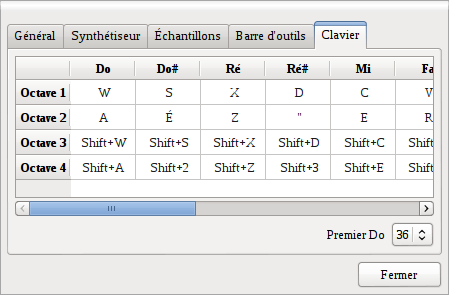 Général Synthétiseur Échantillons Barre d'outils Clavier
Do Do# Ré Ré# Mi Fa
Octave 1 W S X D C V
Octave 2 A É Z " E R
Octave 3 Shift+W Shift+S Shift+X Shift+D Shift+C Shift
Octave 4 Shift+A Shift+2 Shift+Z Shift+3 Shift+E Shift
Premier Do 36
Fermer